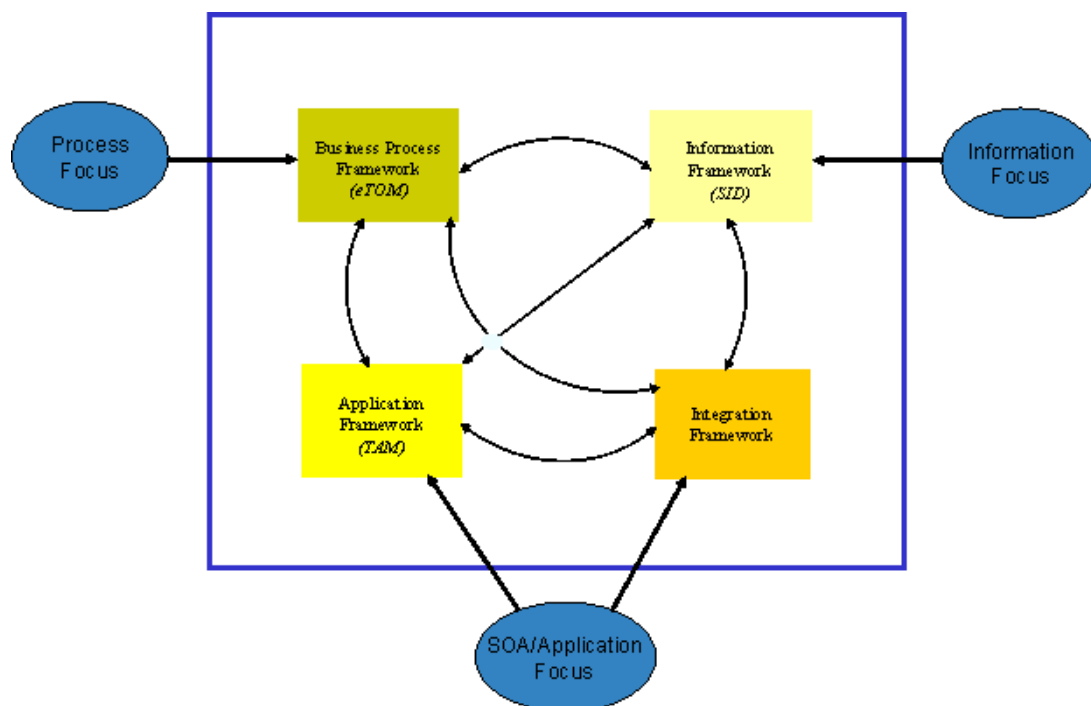 Process
Focus
Business Process
Framework
(eTOM)
Information
Framework
(SID)
Information
Focus
Application
Framework
(TAM)
Integration
Framework
SOA/Application
Focus